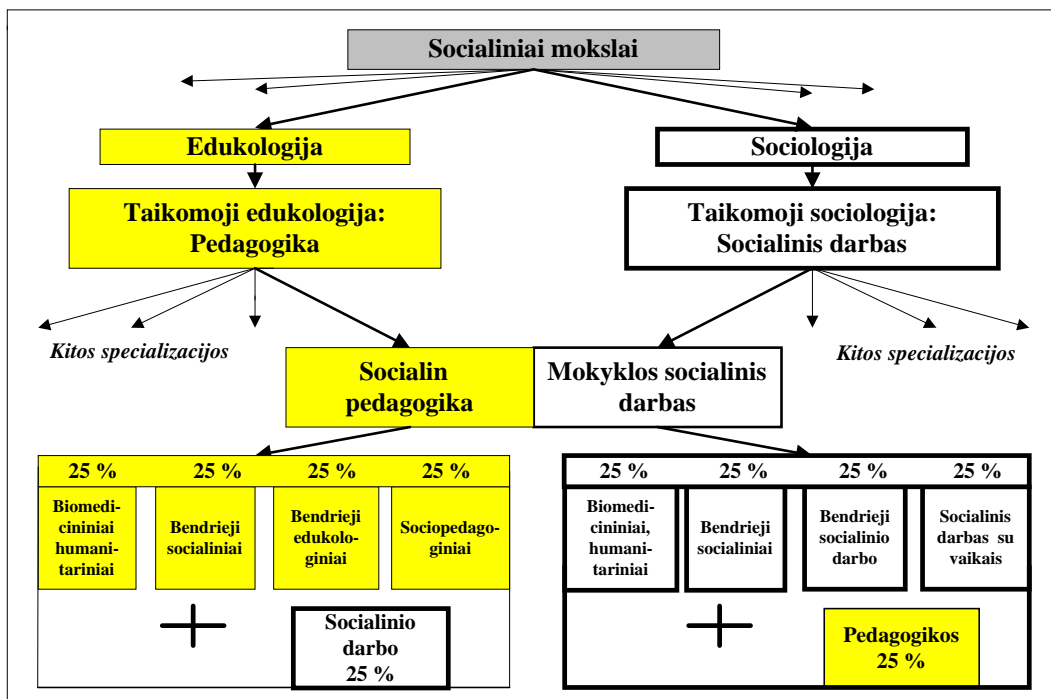 Socialiniai mokslai
Edukologija
Sociologija
Taikomoji edukologija:
Pedagogika
Taikomoji sociologija:
Socialinis darbas
Kitos specializacijos
Kitos specializacijos
Socialin
pedagogika
Mokyklos socialinis
darbas
25 % 25 % 25 % 25 %
Biomedi-
cininiai
humani-
tariniai
Bendrieji
socialiniai
Bendrieji
edukolo-
giniai
Sociopedago-
giniai
Socialinio
darbo
25 %
25 % 25 % 25 % 25 %
Biomedi-
cininiai,
humani-
tariniai
Bendrieji
socialiniai
Bendrieji
socialinio
darbo
Socialinis
darbas su
vaikais
Pedagogikos
25 %